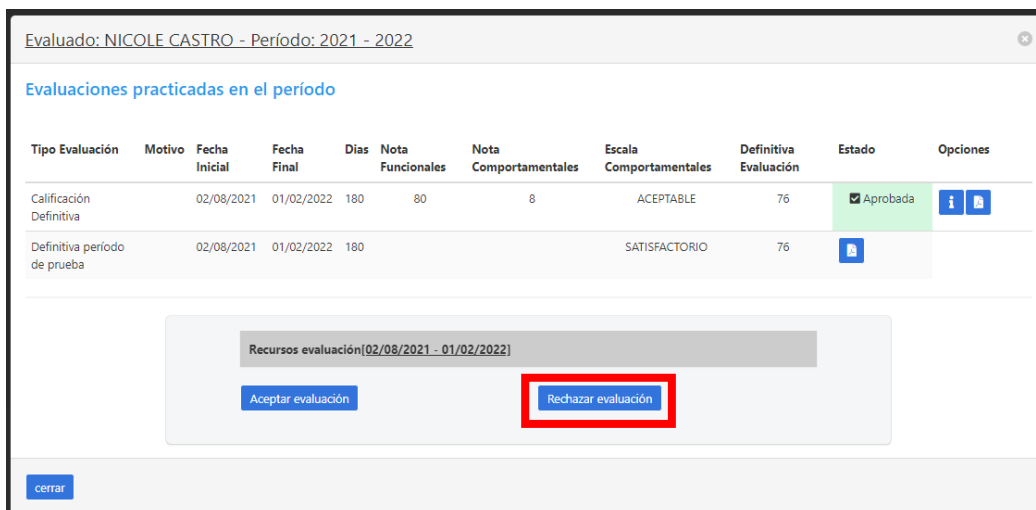 Evaluado: NICOLE CASTRO - Período: 2021 - 2022
Evaluaciones practicadas en el período
Tipo Evaluación Motivo Fecha Inicial Fecha Final Dias Nota Funcionales Nota Comportamentales Escala Comportamentales Definitiva Evaluación Estado Opciones
Calificación Definitiva 02/08/2021 01/02/2022 180 80 8 ACEPTABLE 76 Aprobada
Definitiva período de prueba 02/08/2021 01/02/2022 180 SATISFACTORIO 76
Recursos evaluación[02/08/2021 - 01/02/2022]
Aceptar evaluación Rechazar evaluación
cerrar